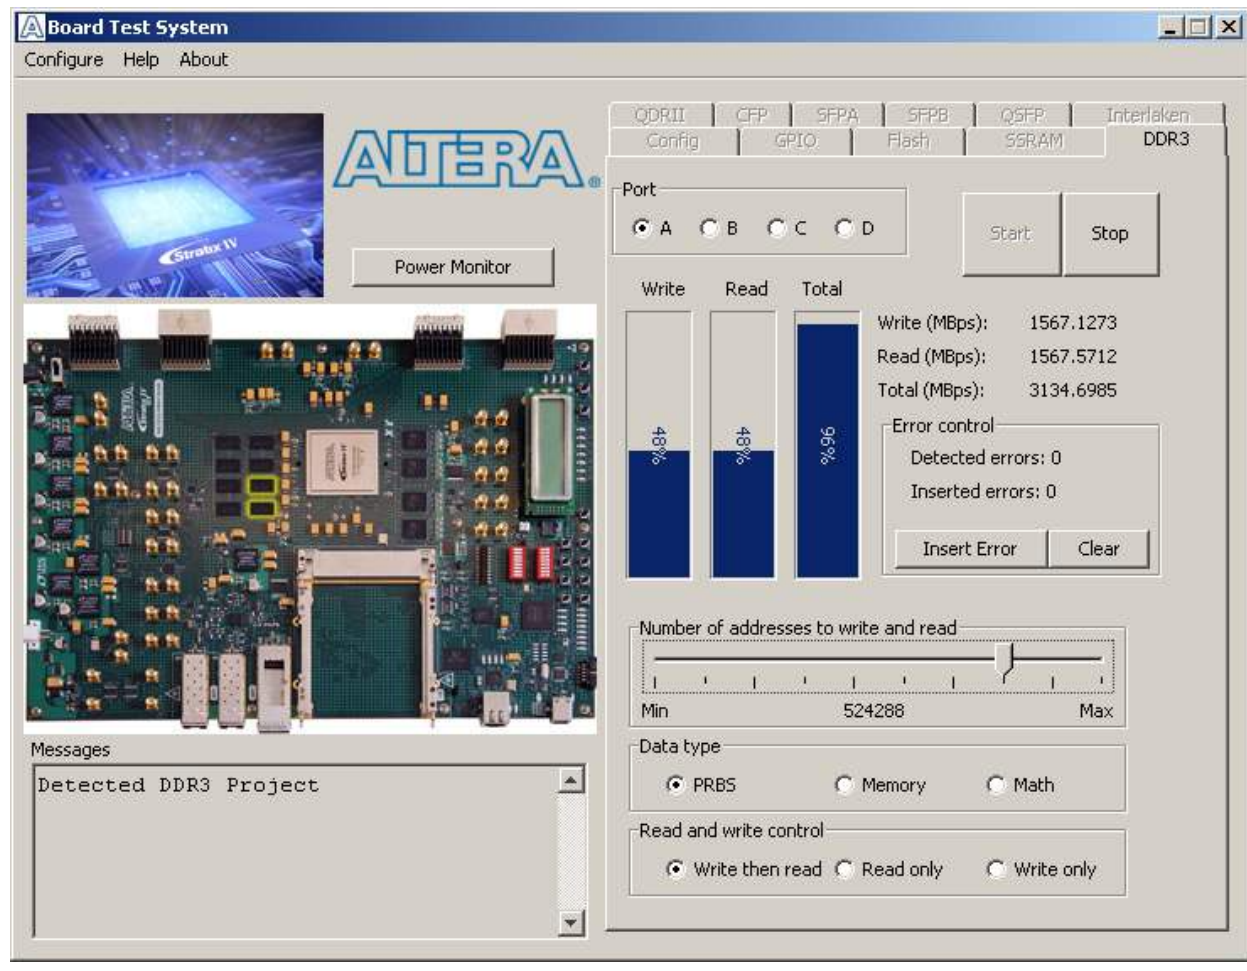 Board Test System
Configure Help About
QDRII CFP SFPA SFPB QSFP Interlaken
Config GPIO Flash SSRAM DDR3
ALTERA
Stratix IV
Power Monitor
Port
A B C D
Start Stop
Write Read Total
Write (MBps): 1567.1273
Read (MBps): 1567.5712
Total (MBps): 3134.6985
48% 48% 96%
Error control
Detected errors: 0
Inserted errors: 0
Insert Error Clear
Number of addresses to write and read
Min 524288 Max
Messages
Detected DDR3 Project
Data type
PRBS Memory Math
Read and write control
Write then read Read only Write only